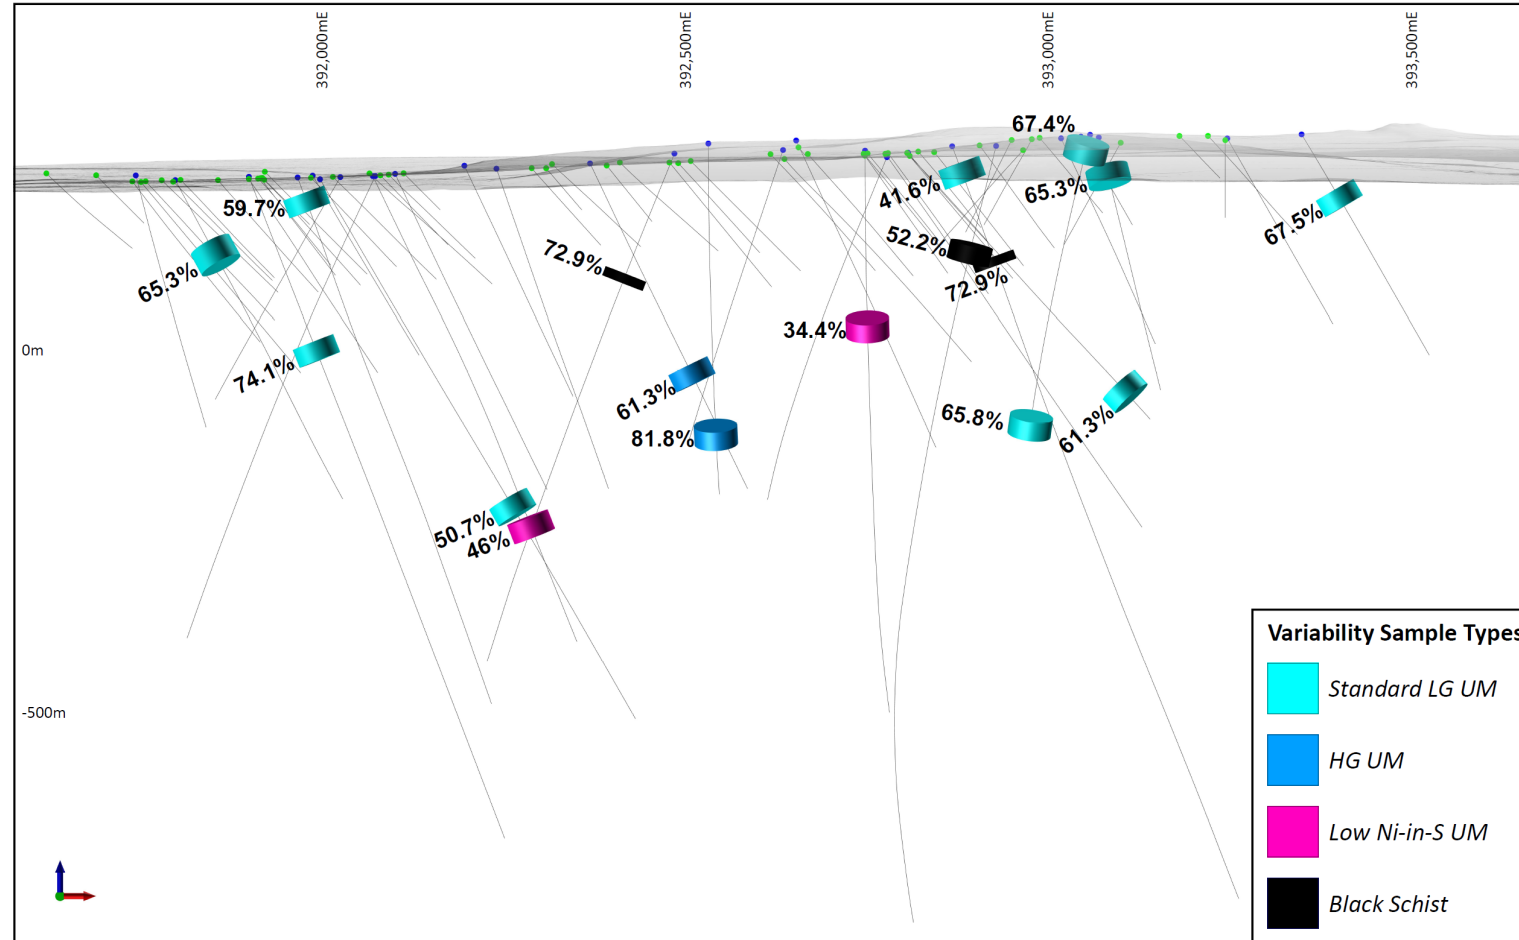 392,000mE
392,500mE
393,000mE
393,500mE
67.4%
41.6%
65.3%
59.7%
67.5%
52.2%
72.9%
65.3%
72.9%
34.4%
0m
74.1%
61.3%
65.8%
61.3%
81.8%
50.7%
46%
-500m
Variability Sample Types
Standard LG UM
HG UM
Low Ni-in-S UM
Black Schist